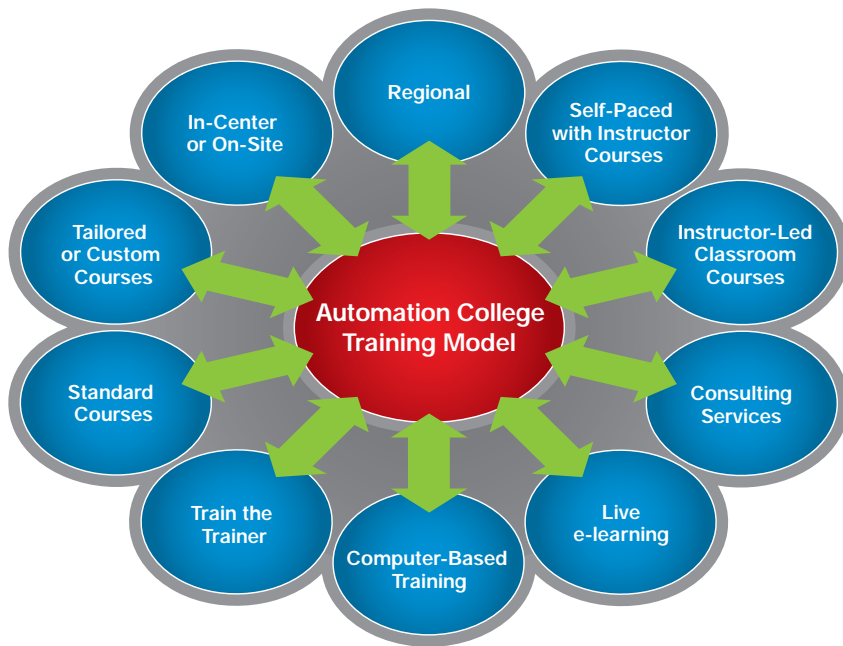 Regional
Self-Paced
with Instructor
Courses
Instructor-Led
Classroom
Courses
Consulting
Services
Live
e-learning
Computer-Based
Training
Train the
Trainer
Standard
Courses
Tailored
or Custom
Courses
In-Center
or On-Site
Automation College
Training Model